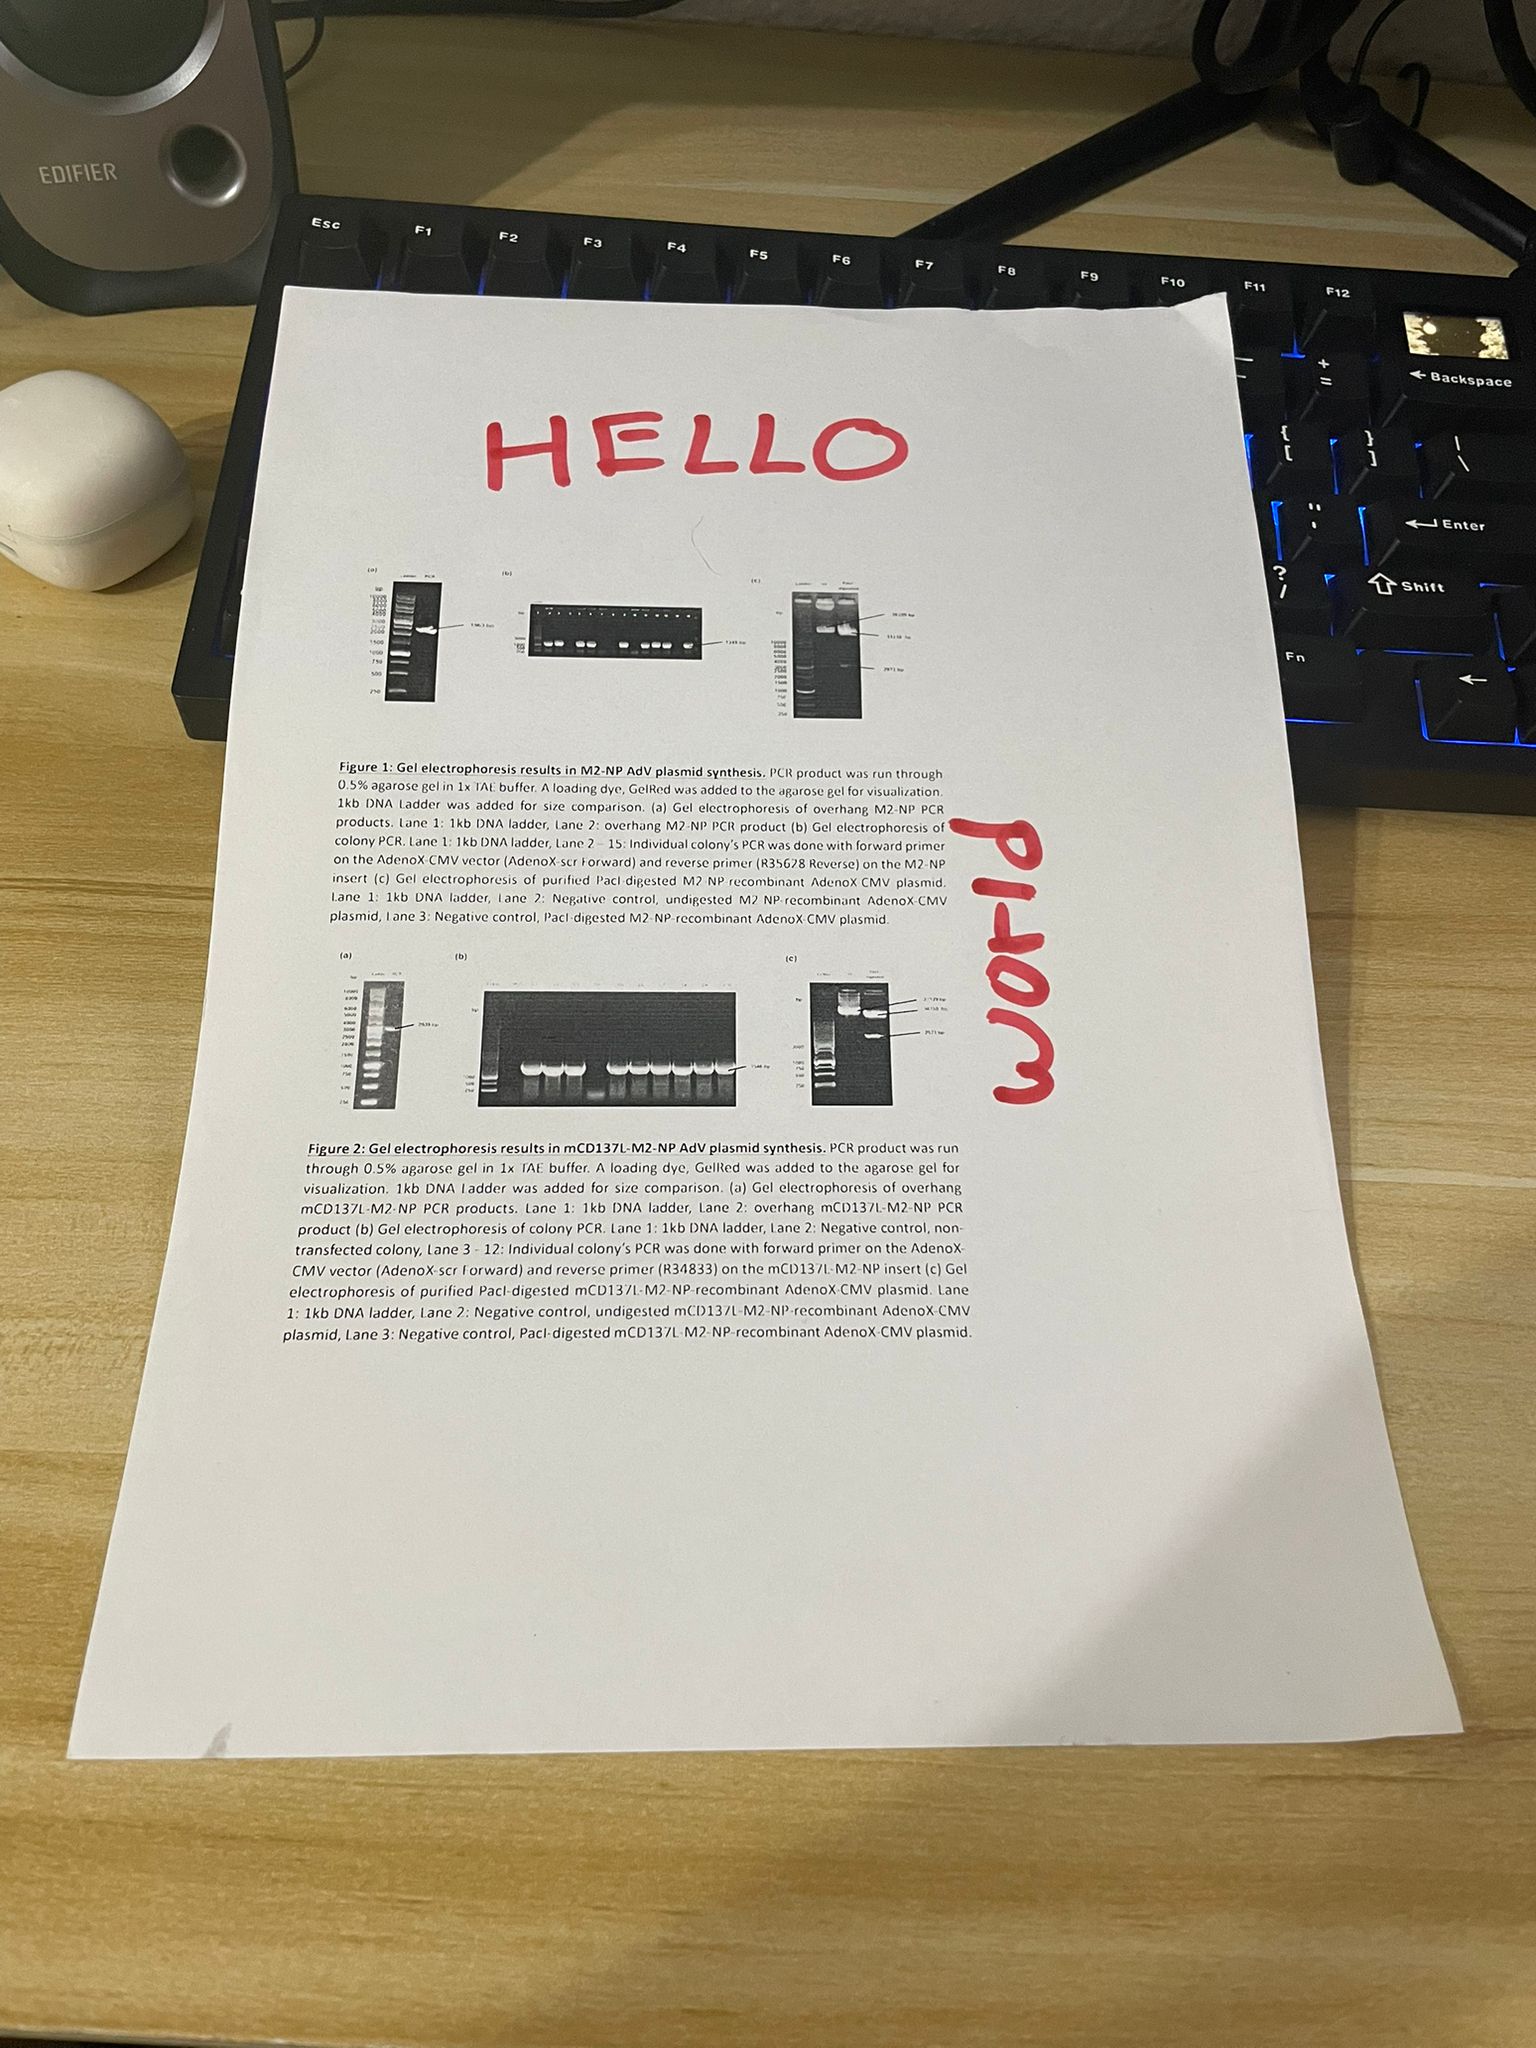 EDIFIER
Esc F1 F2 F3 F4 F5 F6 F7 F8 F9 F10 F11 F12
+
=
← Backspace
{ } |
[ ] \
" ← Enter
'
? Shift
/
Fn
←
HELLO
(a) (b) (c)
PCR
1500
1000
750
500
250
Figure 1: Gel electrophoresis results in M2-NP AdV plasmid synthesis. PCR product was run through
0.5% agarose gel in 1x TAE buffer. A loading dye, GelRed was added to the agarose gel for visualization.
1kb DNA Ladder was added for size comparison. (a) Gel electrophoresis of overhang M2-NP PCR
products. Lane 1: 1kb DNA ladder, Lane 2: overhang M2-NP PCR product (b) Gel electrophoresis of
colony PCR. Lane 1: 1kb DNA ladder, Lane 2 - 15: Individual colony's PCR was done with forward primer
on the AdenoX-CMV vector (AdenoX-scr Forward) and reverse primer (R35628 Reverse) on the M2-NP
insert (c) Gel electrophoresis of purified PacI-digested M2-NP-recombinant AdenoX-CMV plasmid.
Lane 1: 1kb DNA ladder, Lane 2: Negative control, undigested M2-NP-recombinant AdenoX-CMV
plasmid, Lane 3: Negative control, PacI-digested M2-NP-recombinant AdenoX-CMV plasmid.
world
(a) (b) (c)
Figure 2: Gel electrophoresis results in mCD137L-M2-NP AdV plasmid synthesis. PCR product was run
through 0.5% agarose gel in 1x TAE buffer. A loading dye, GelRed was added to the agarose gel for
visualization. 1kb DNA Ladder was added for size comparison. (a) Gel electrophoresis of overhang
mCD137L-M2-NP PCR products. Lane 1: 1kb DNA ladder, Lane 2: overhang mCD137L-M2-NP PCR
product (b) Gel electrophoresis of colony PCR. Lane 1: 1kb DNA ladder, Lane 2: Negative control, non-
transfected colony, Lane 3 - 12: Individual colony's PCR was done with forward primer on the AdenoX-
CMV vector (AdenoX-scr Forward) and reverse primer (R34833) on the mCD137L-M2-NP insert (c) Gel
electrophoresis of purified PacI-digested mCD137L-M2-NP-recombinant AdenoX-CMV plasmid. Lane
1: 1kb DNA ladder, Lane 2: Negative control, undigested mCD137L-M2-NP-recombinant AdenoX-CMV
plasmid, Lane 3: Negative control, PacI-digested mCD137L-M2-NP-recombinant AdenoX-CMV plasmid.